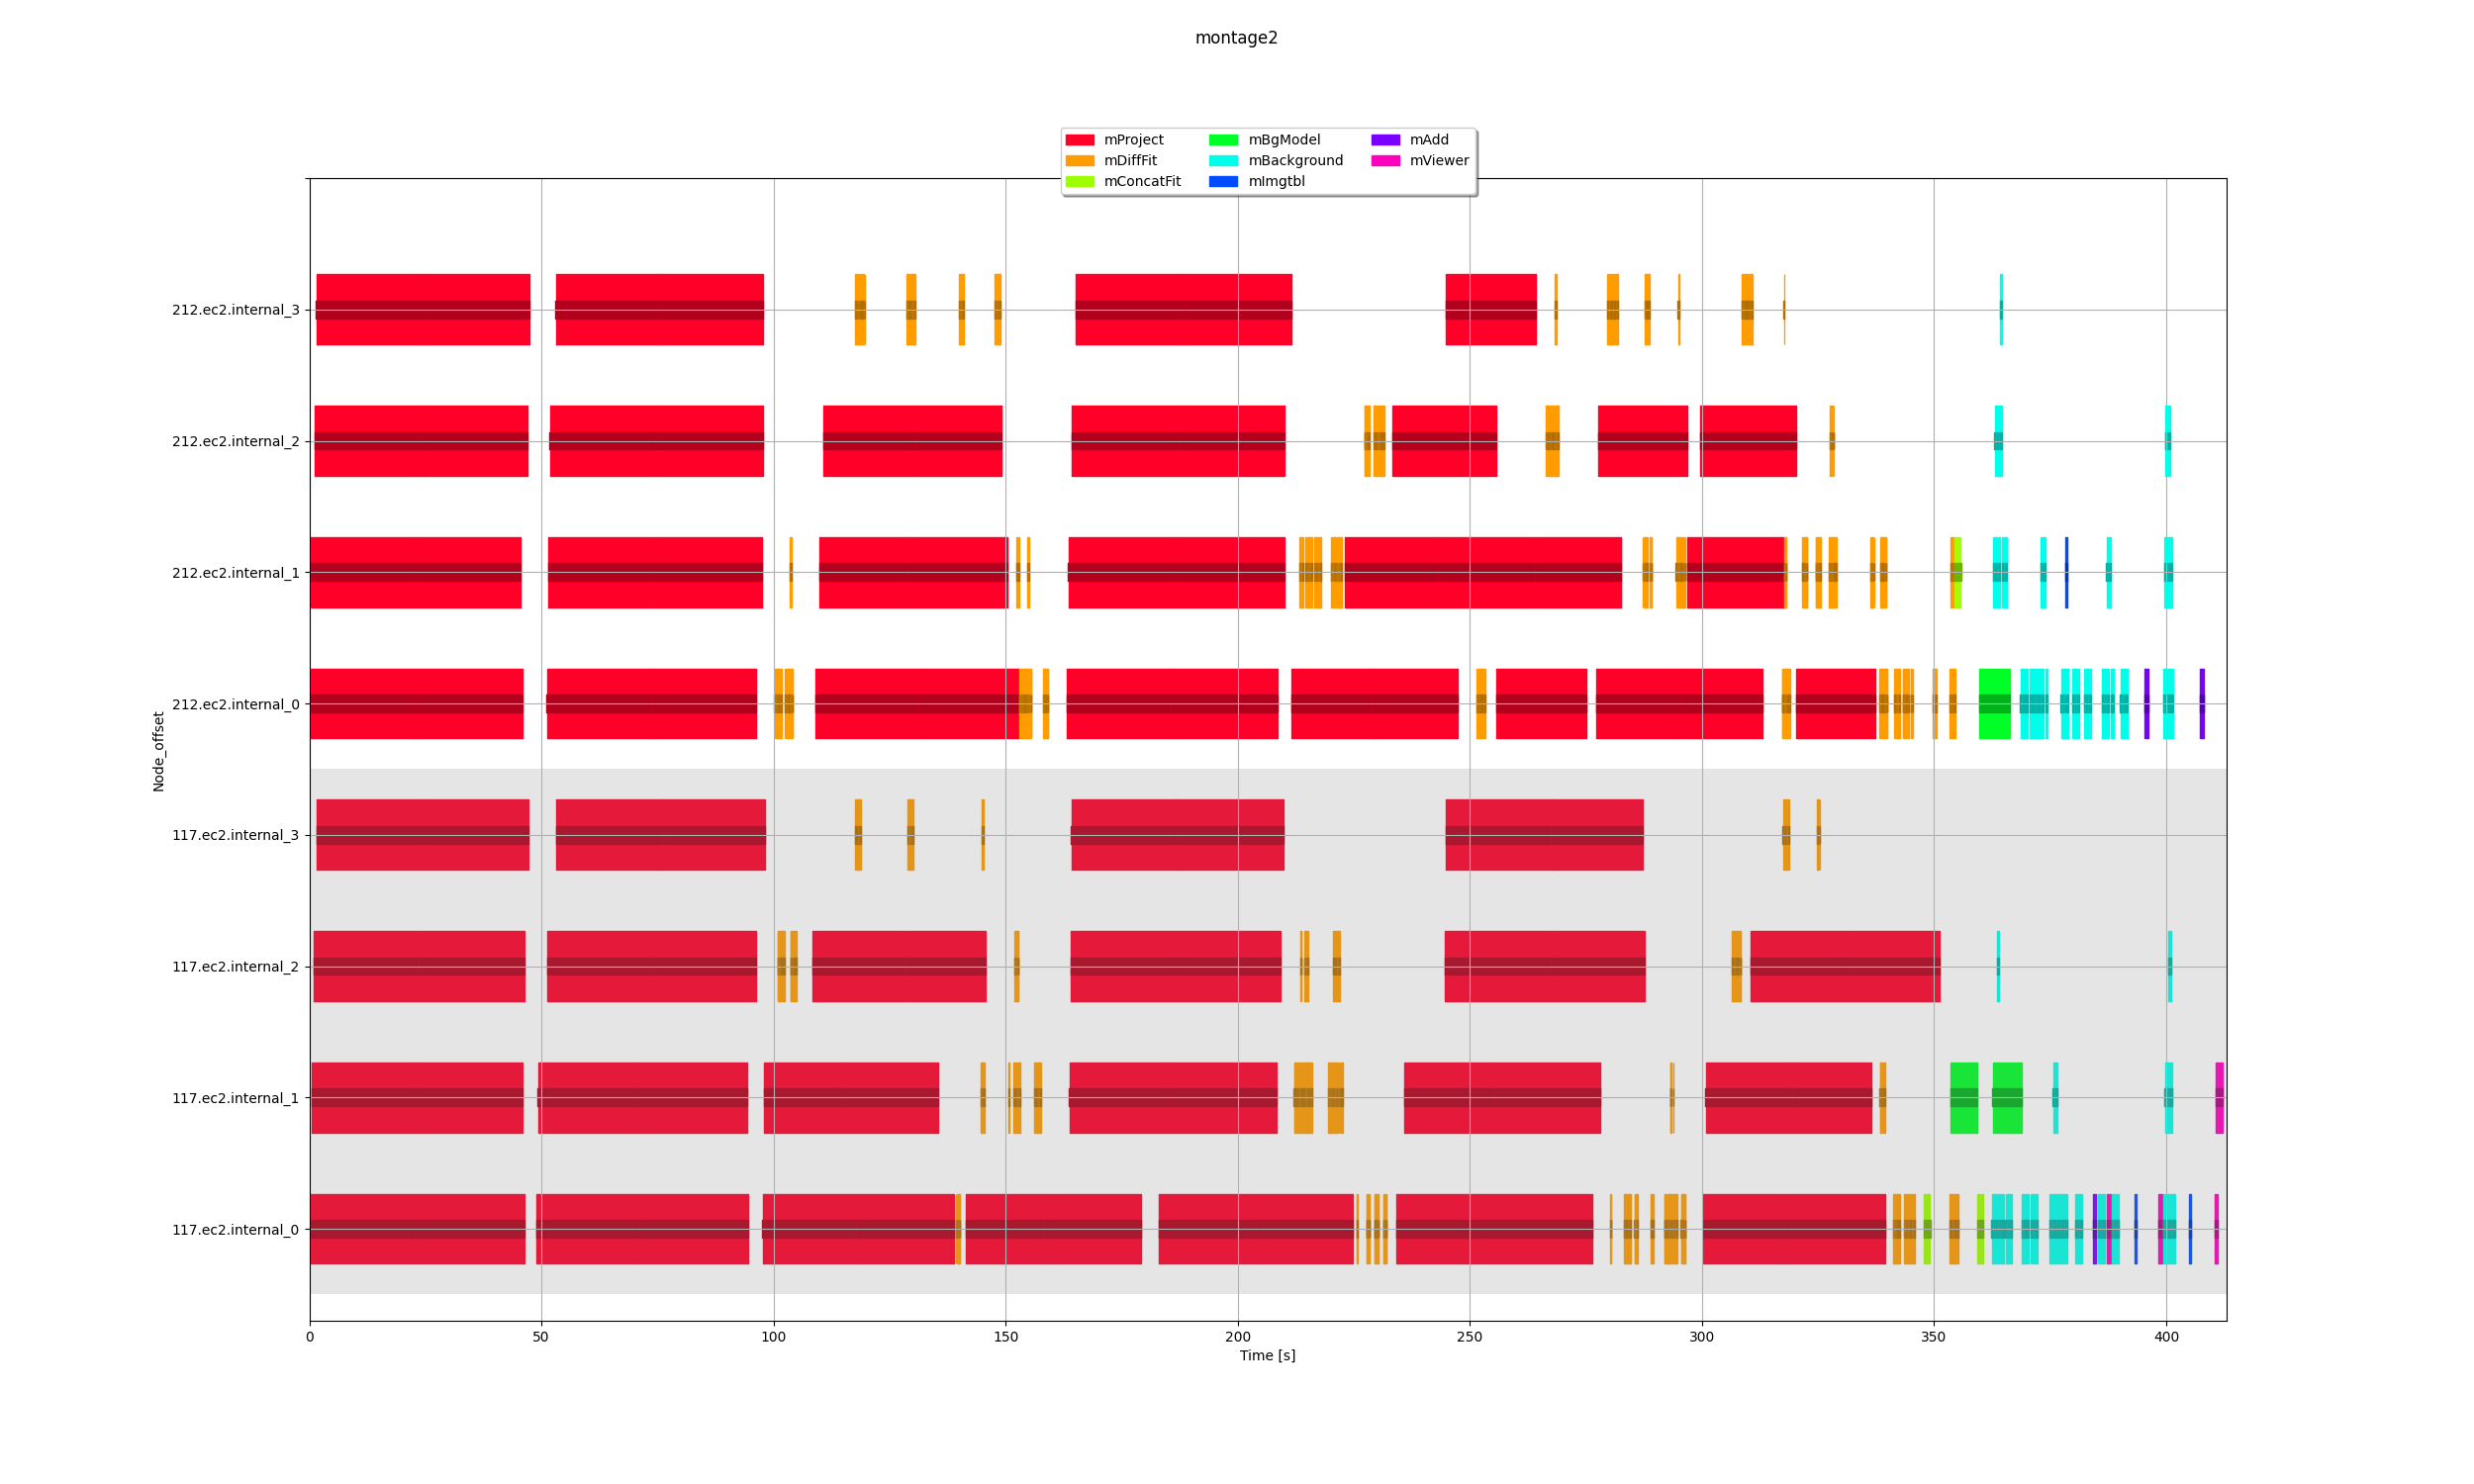 montage2
mProject mBgModel mAdd
mDiffFit mBackground mViewer
mConcatFit mImgtbl
212.ec2.internal_3
212.ec2.internal_2
212.ec2.internal_1
212.ec2.internal_0
117.ec2.internal_3
117.ec2.internal_2
117.ec2.internal_1
117.ec2.internal_0
Node_offset
0 50 100 150 200 250 300 350 400
Time [s]